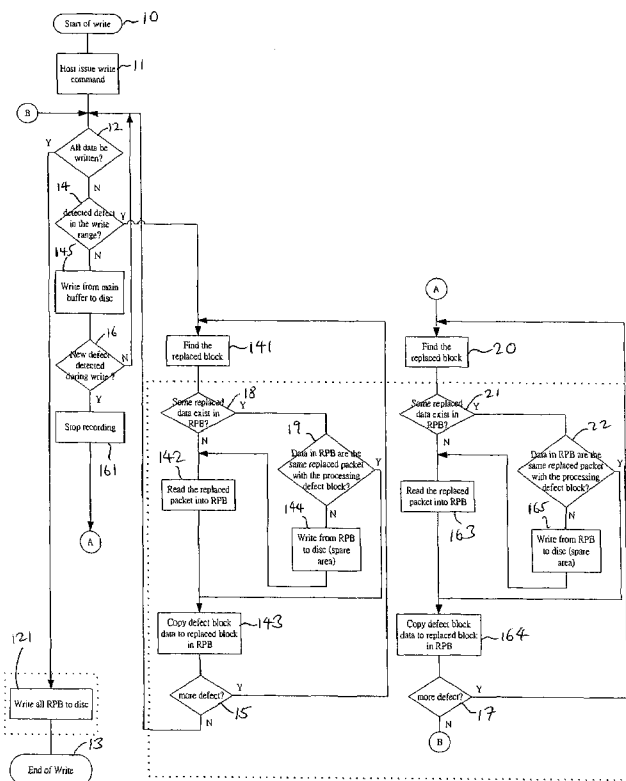 Start of write
10
Host issue write
command
11
B
12
All data be
written?
Y
N
14
detected defect
in the write
range?
Y
N
145
Write from main
buffer to disc
16
New defect
detected
during write ?
N
Y
Stop recording
161
A
121
Write all RPB to disc
13
End of Write
Find the
replaced block
141
18
Some replaced
data exist in
RPB?
Y
N
19
Data in RPB are the
same replaced packet
with the processing
defect block?
Y
N
142
Read the replaced
packet into RPB
144
Write from RPB
to disc (spare
area)
Copy defect block
data to replaced block
in RPB
143
more defect?
Y
N
15
A
Find the
replaced block
20
21
Some replaced
data exist in
RPB?
Y
N
22
Data in RPB are the
same replaced packet
with the processing
defect block?
Y
N
Read the replaced
packet into RPB
163
165
Write from RPB
to disc (spare
area)
Copy defect block
data to replaced block
in RPB
164
more defect?
Y
N
17
B